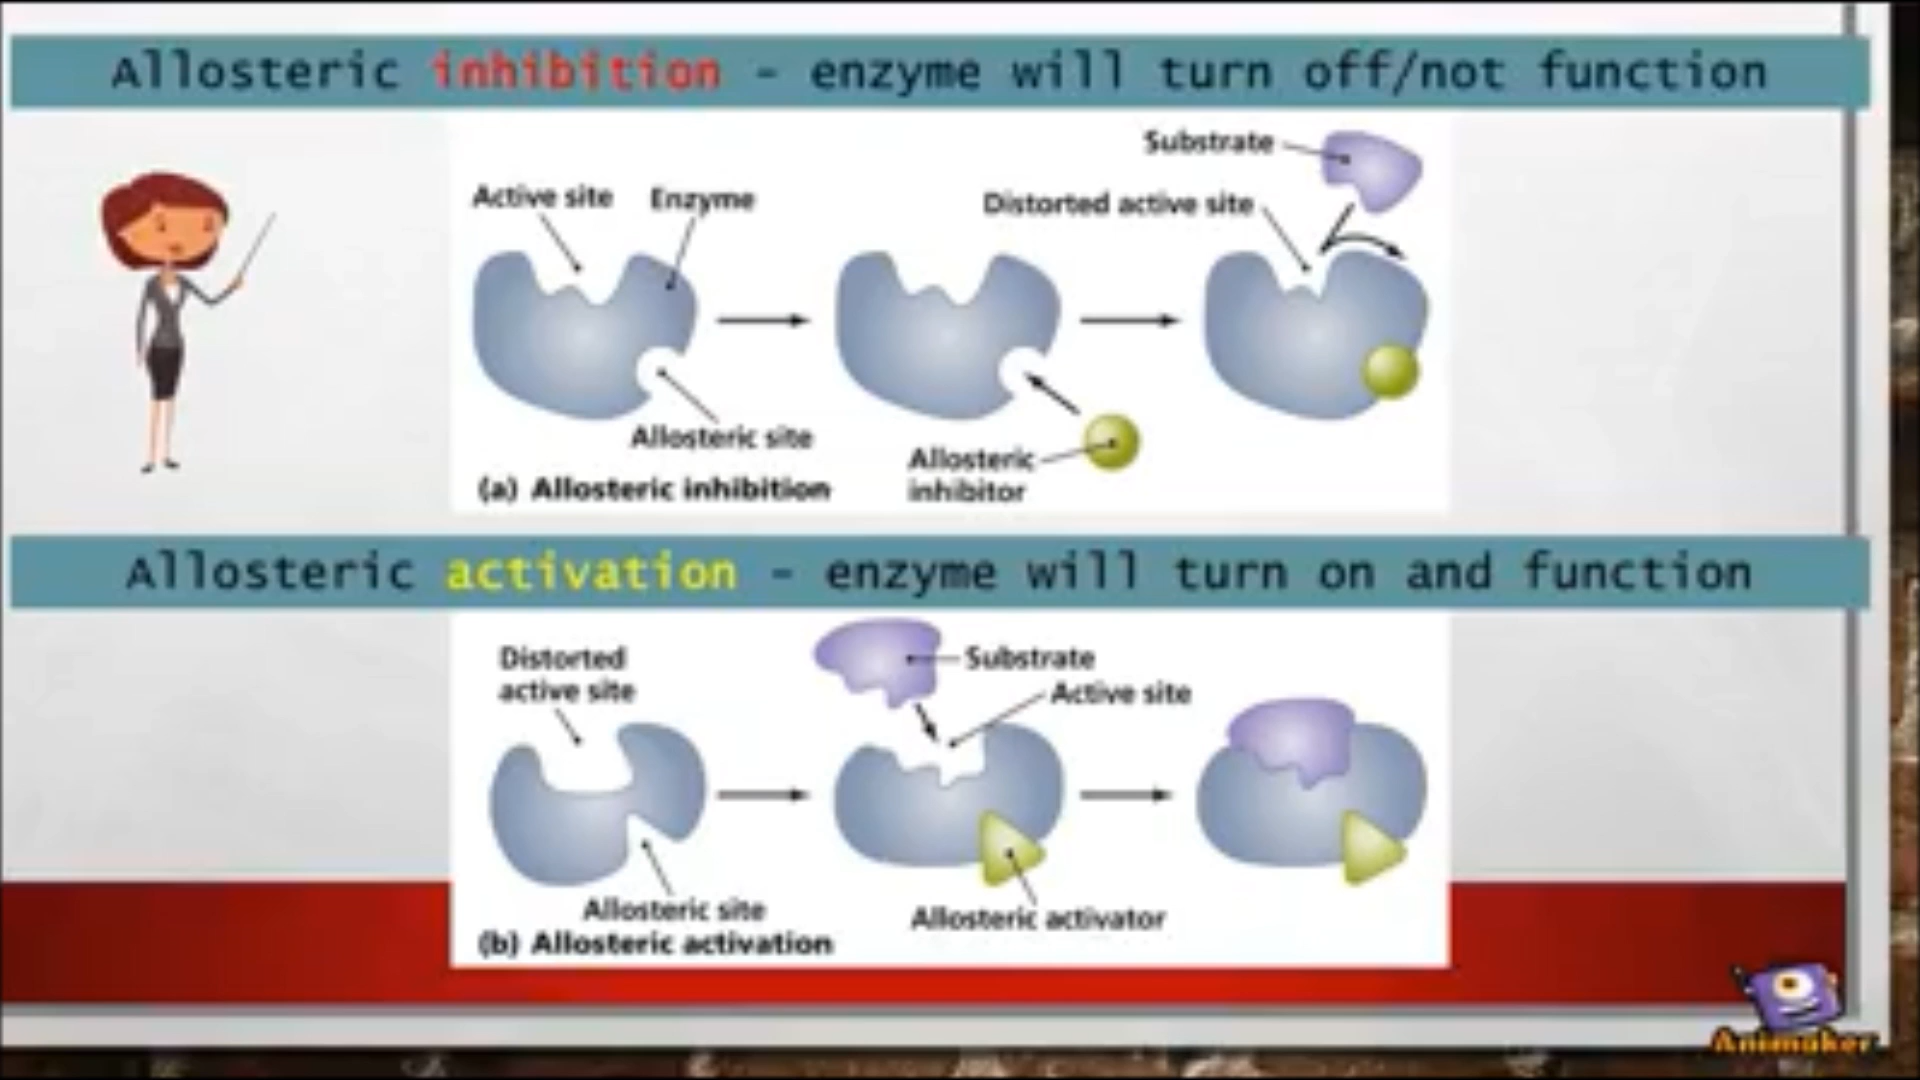 Allosteric inhibition - enzyme will turn off/not function
Substrate
Active site
Enzyme
Distorted active site
Allosteric site
Allosteric
inhibitor
(a) Allosteric inhibition
Allosteric activation - enzyme will turn on and function
Distorted
active site
Substrate
Active site
Allosteric site
Allosteric activator
(b) Allosteric activation
Animaker